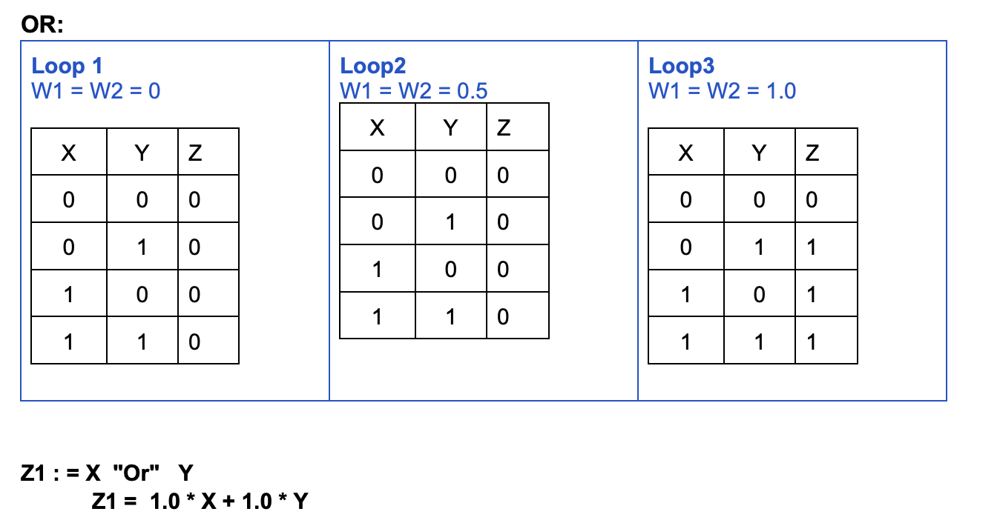 OR:
Loop 1
W1 = W2 = 0
X Y Z
0 0 0
0 1 0
1 0 0
1 1 0
Loop2
W1 = W2 = 0.5
X Y Z
0 0 0
0 1 0
1 0 0
1 1 0
Loop3
W1 = W2 = 1.0
X Y Z
0 0 0
0 1 1
1 0 1
1 1 1
Z1 : = X "Or" Y
Z1 = 1.0 * X + 1.0 * Y